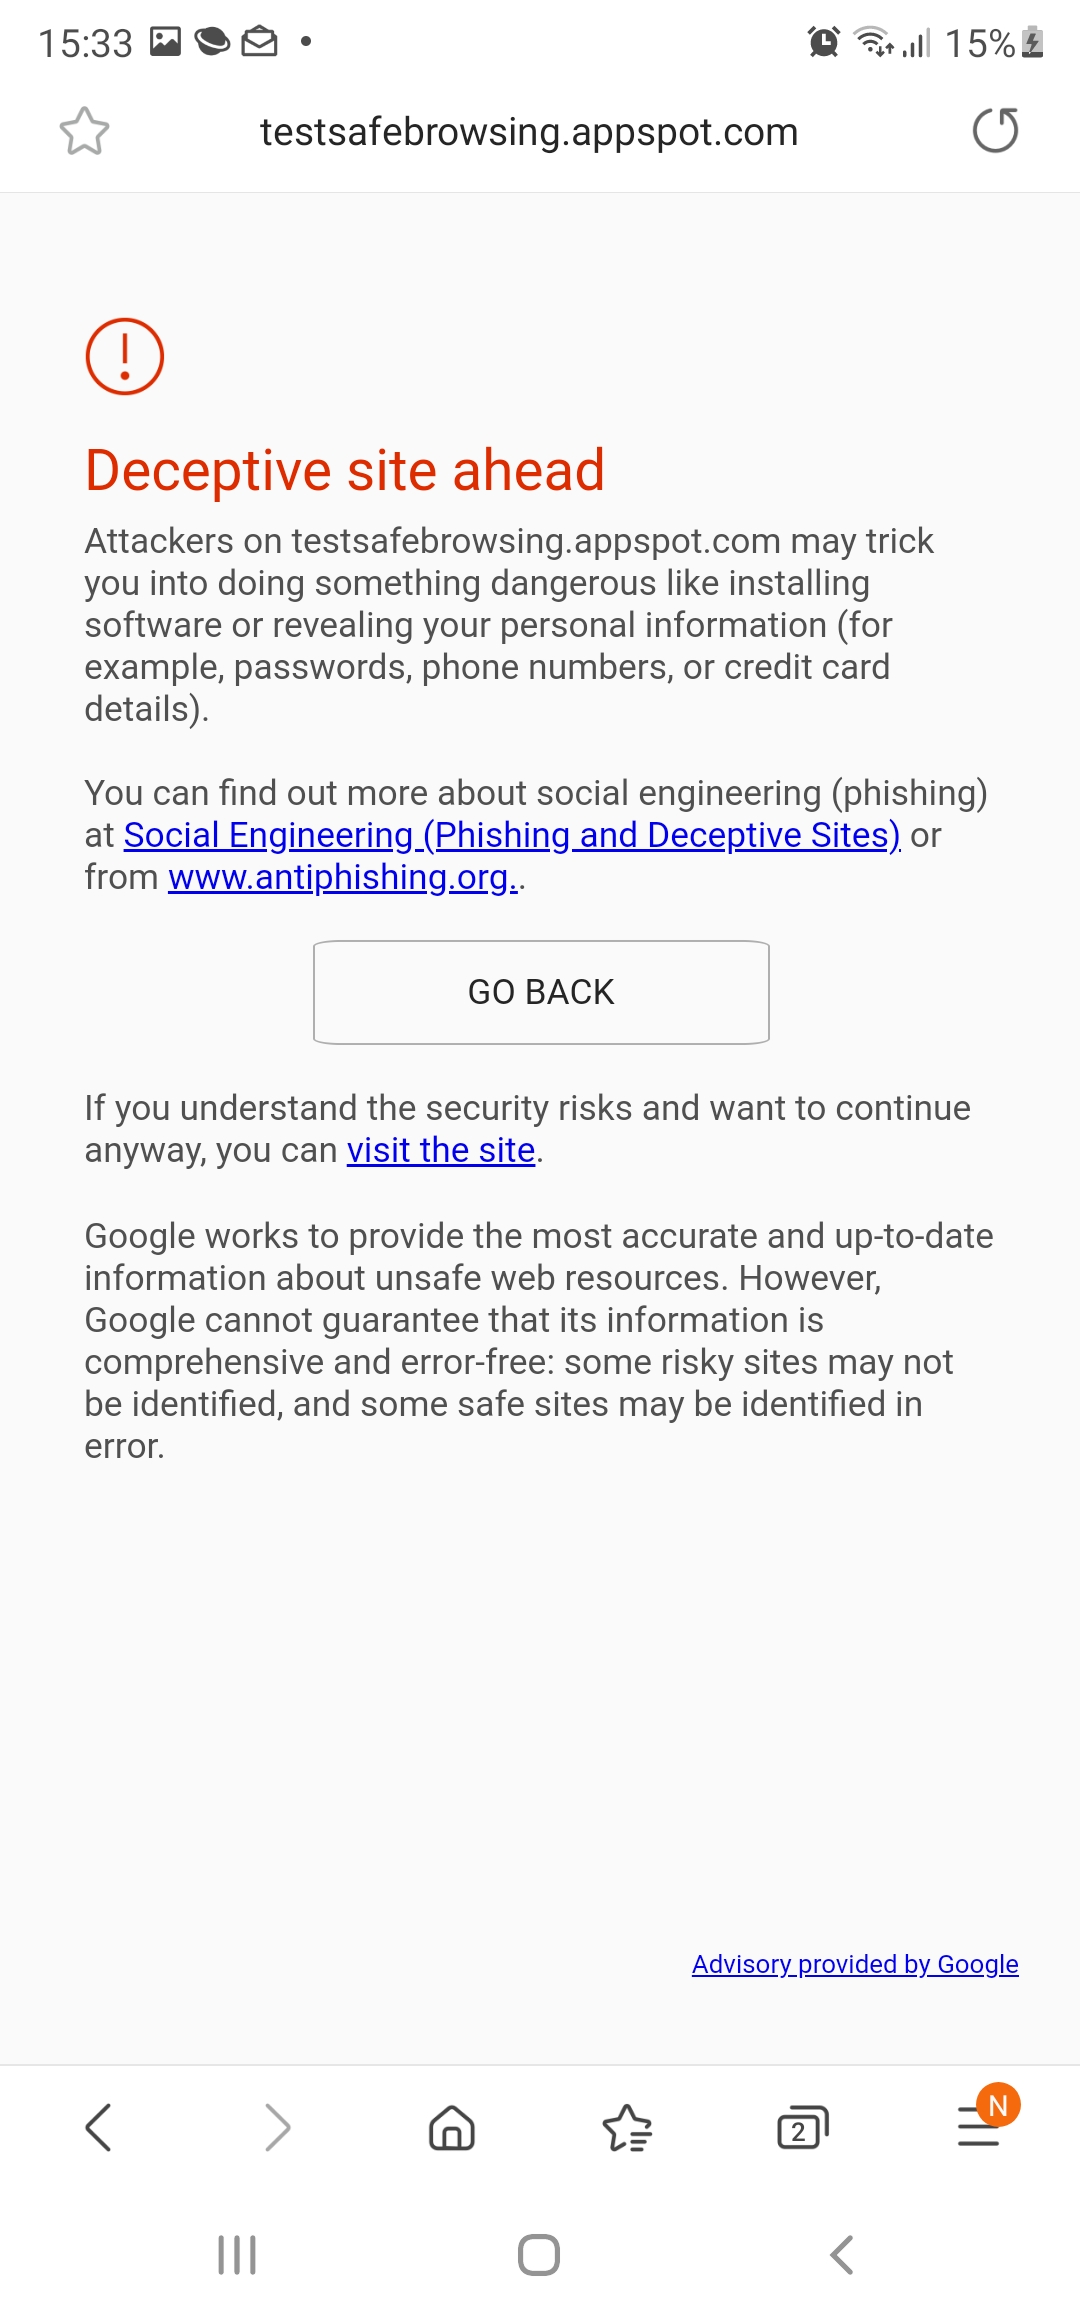 15:33
15%
testsafebrowsing.appspot.com
Deceptive site ahead
Attackers on testsafebrowsing.appspot.com may trick
you into doing something dangerous like installing
software or revealing your personal information (for
example, passwords, phone numbers, or credit card
details).
You can find out more about social engineering (phishing)
at Social Engineering (Phishing and Deceptive Sites) or
from www.antiphishing.org..
GO BACK
If you understand the security risks and want to continue
anyway, you can visit the site.
Google works to provide the most accurate and up-to-date
information about unsafe web resources. However,
Google cannot guarantee that its information is
comprehensive and error-free: some risky sites may not
be identified, and some safe sites may be identified in
error.
Advisory provided by Google
2
N